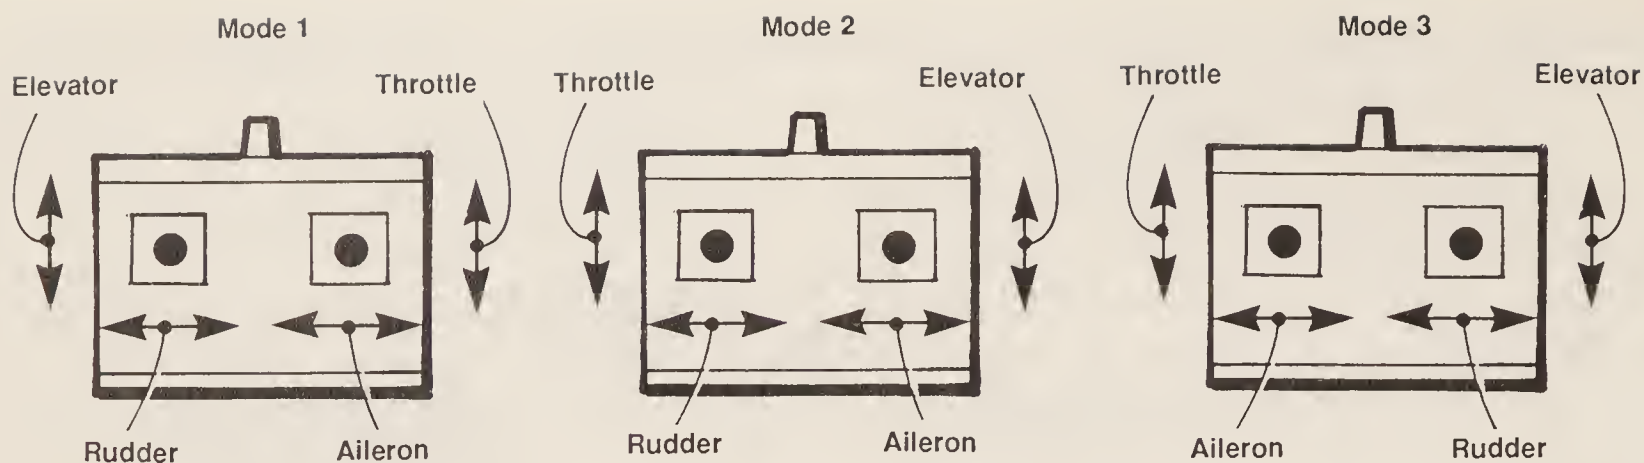 Mode 1
Elevator
Throttle
Rudder
Aileron
Mode 2
Throttle
Elevator
Rudder
Aileron
Mode 3
Throttle
Elevator
Aileron
Rudder